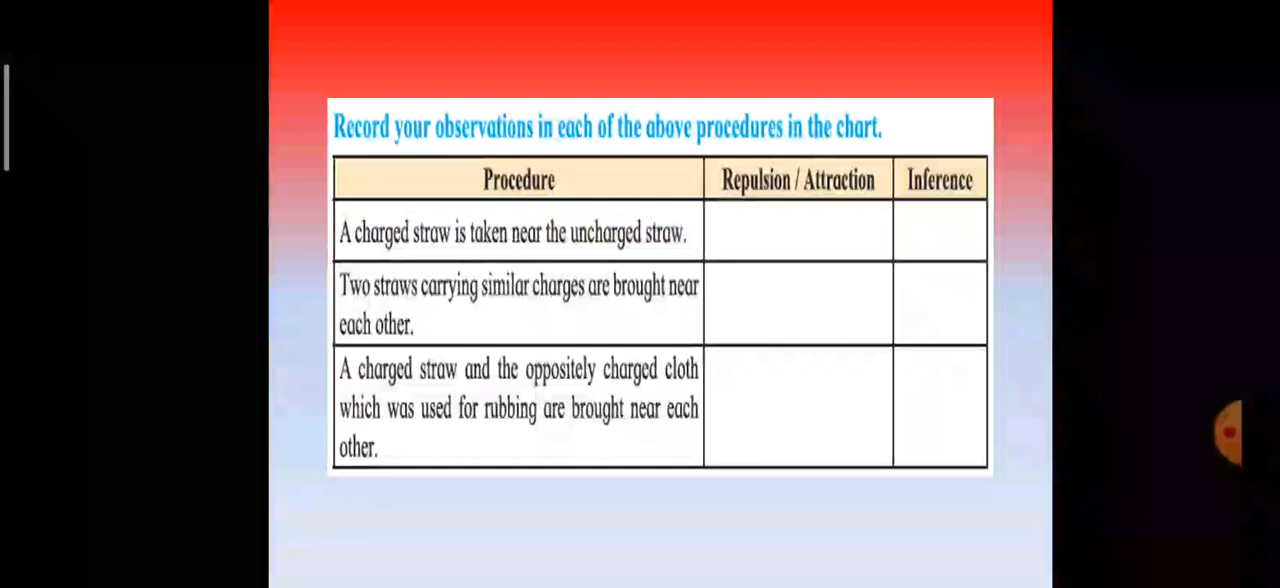 Record your observations in each of the above procedures in the chart.
Procedure Repulsion / Attraction Inference
A charged straw is taken near the uncharged straw.
Two straws carrying similar charges are brought near
each other.
A charged straw and the oppositely charged cloth
which was used for rubbing are brought near each
other.